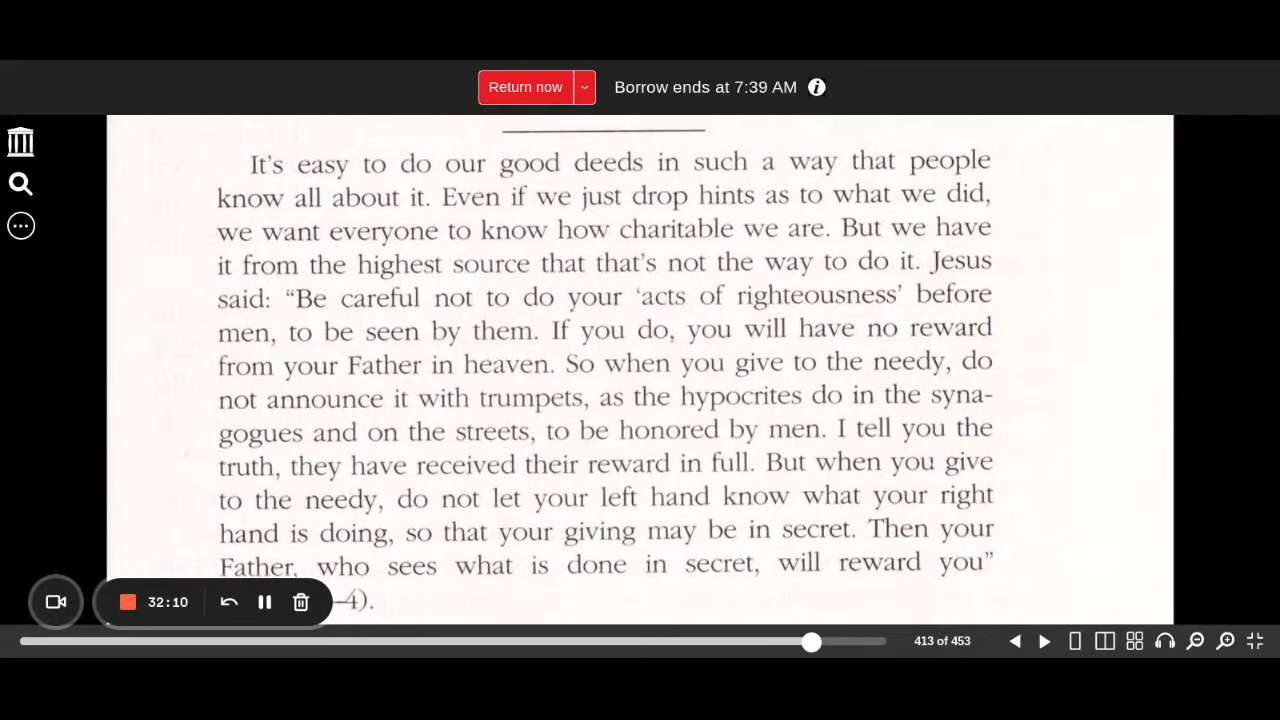 Return now
Borrow ends at 7:39 AM
It's easy to do our good deeds in such a way that people
know all about it. Even if we just drop hints as to what we did,
we want everyone to know how charitable we are. But we have
it from the highest source that that's not the way to do it. Jesus
said: “Be careful not to do your ‘acts of righteousness’ before
men, to be seen by them. If you do, you will have no reward
from your Father in heaven. So when you give to the needy, do
not announce it with trumpets, as the hypocrites do in the syna-
gogues and on the streets, to be honored by men. I tell you the
truth, they have received their reward in full. But when you give
to the needy, do not let your left hand know what your right
hand is doing, so that your giving may be in secret. Then your
Father, who sees what is done in secret, will reward you”
–4).
32:10
413 of 453